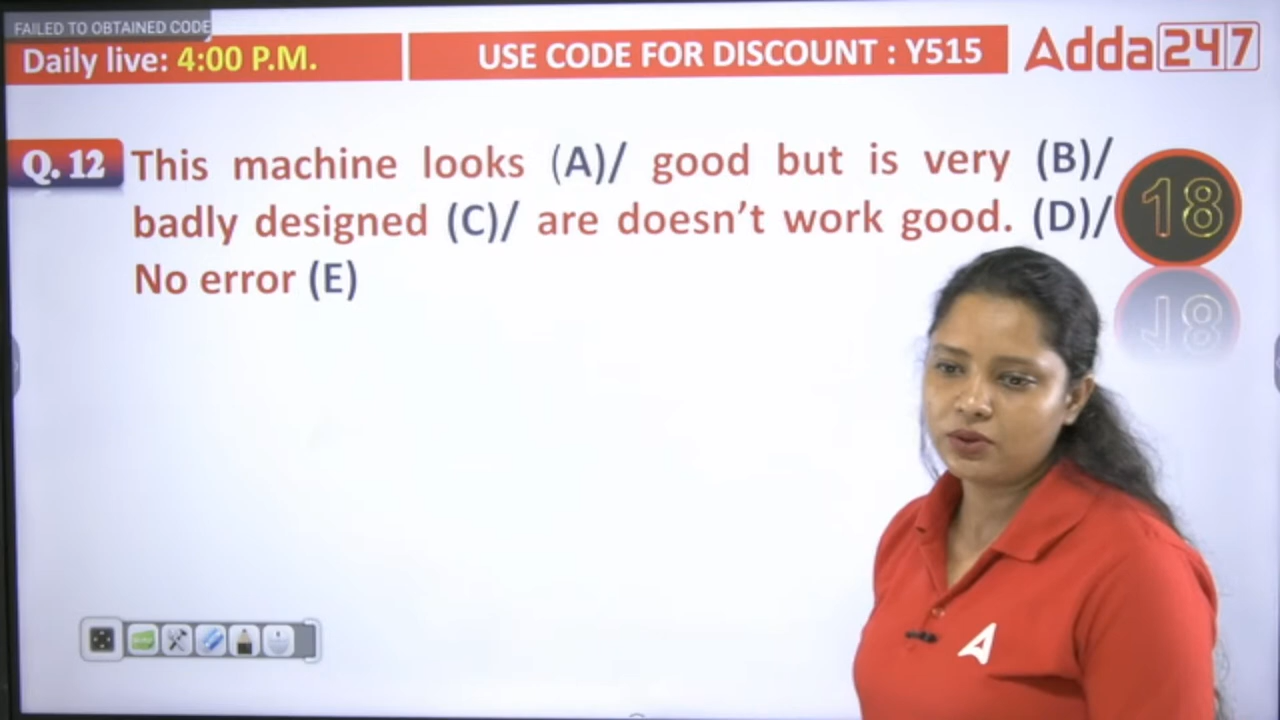 FAILED TO OBTAINED CODE
Daily live: 4:00 P.M.
USE CODE FOR DISCOUNT : Y515
Adda247
Q. 12
This machine looks (A)/ good but is very (B)/
badly designed (C)/ are doesn't work good. (D)/
No error (E)
18